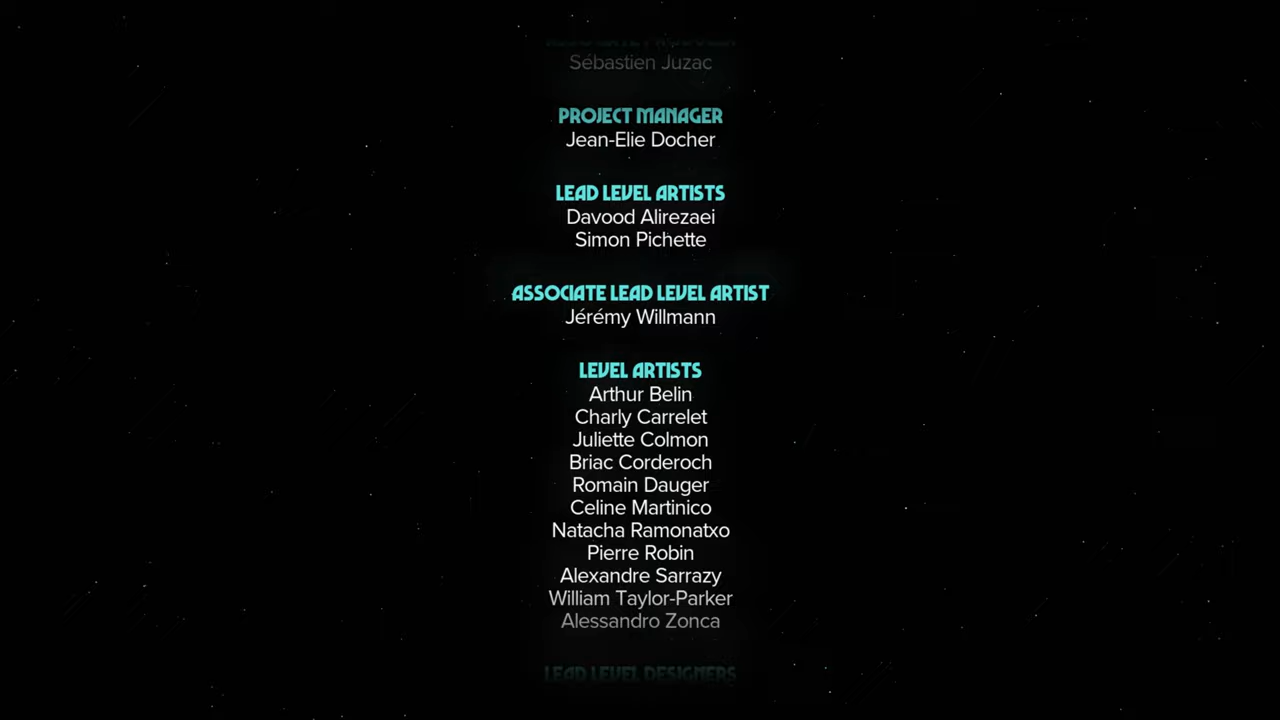 ASSOCIATE PRODUCER
Sébastien Juzac
PROJECT MANAGER
Jean-Elie Docher
LEAD LEVEL ARTISTS
Davood Alirezaei
Simon Pichette
ASSOCIATE LEAD LEVEL ARTIST
Jérémy Willmann
LEVEL ARTISTS
Arthur Belin
Charly Carrelet
Juliette Colmon
Briac Corderoch
Romain Dauger
Celine Martinico
Natacha Ramonatxo
Pierre Robin
Alexandre Sarrazy
William Taylor-Parker
Alessandro Zonca
LEAD LEVEL DESIGNERS